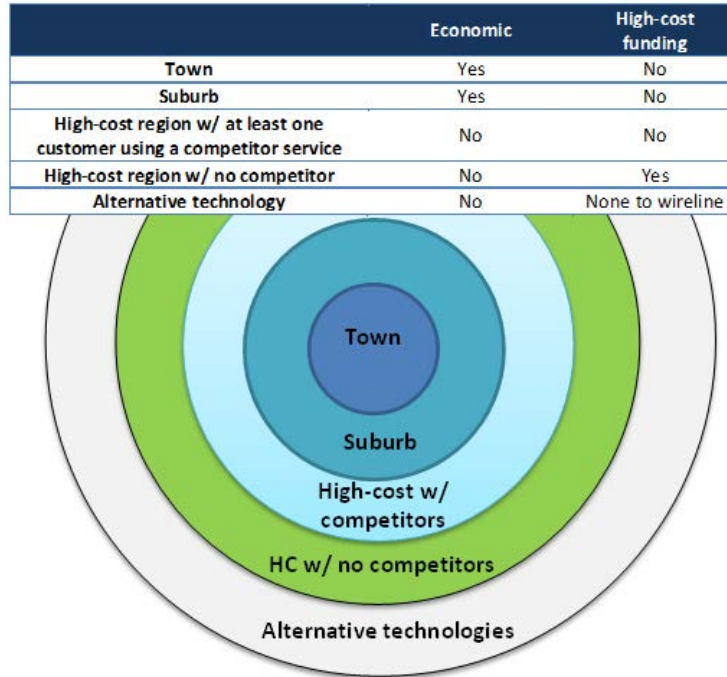 Economic High-cost
funding
Town Yes No
Suburb Yes No
High-cost region w/ at least one
customer using a competitor service No No
High-cost region w/ no competitor No Yes
Alternative technology No None to wireline
Town
Suburb
High-cost w/
competitors
HC w/ no competitors
Alternative technologies